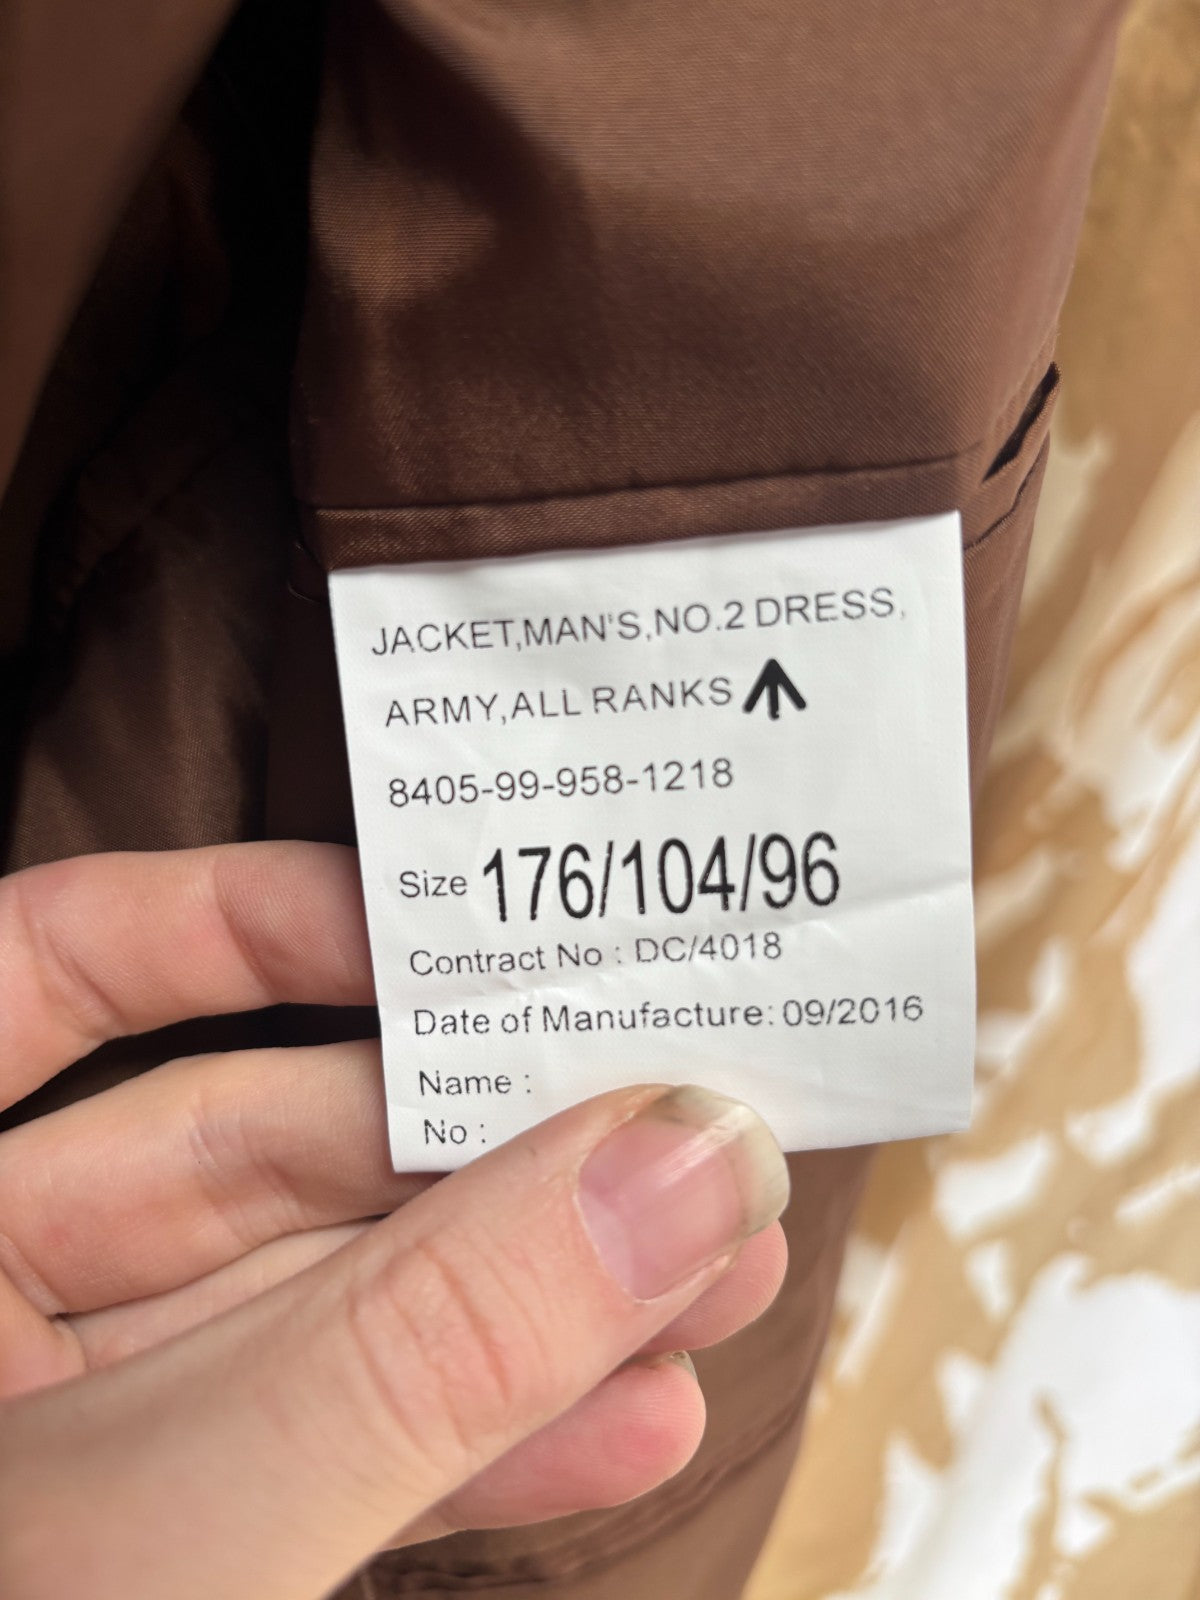 JACKET,MAN'S,NO.2 DRESS,
ARMY,ALL RANKS
8405-99-958-1218
Size 176/104/96
Contract No : DC/4018
Date of Manufacture: 09/2016
Name :
No :